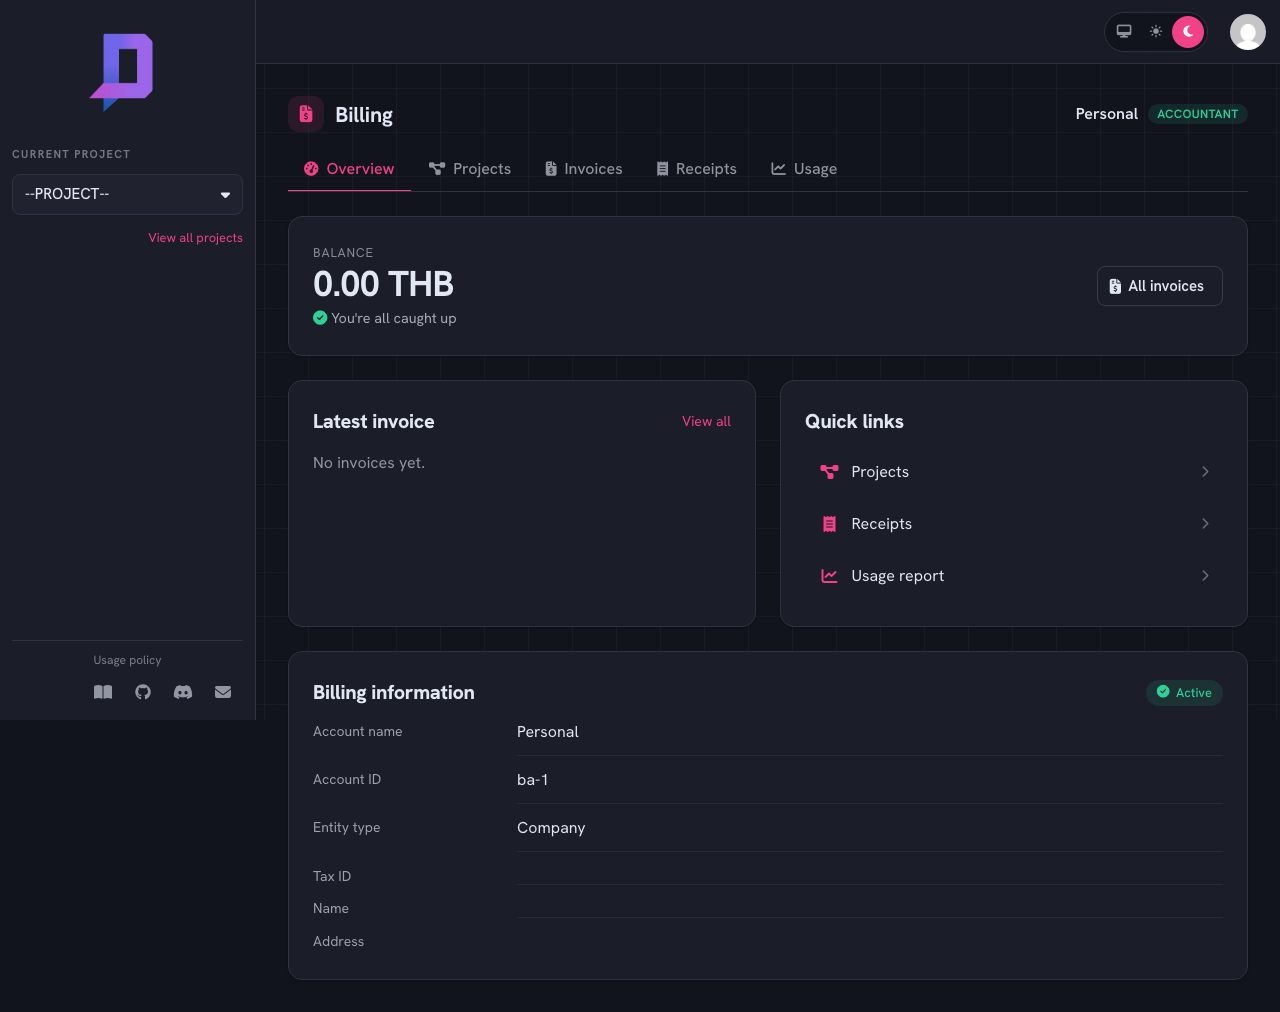 CURRENT PROJECT
--PROJECT--
View all projects
Usage policy
Billing
Personal ACCOUNTANT
Overview Projects Invoices Receipts Usage
BALANCE
0.00 THB
You're all caught up
All invoices
Latest invoice View all
No invoices yet.
Quick links
Projects
Receipts
Usage report
Billing information Active
Account name Personal
Account ID ba-1
Entity type Company
Tax ID
Name
Address